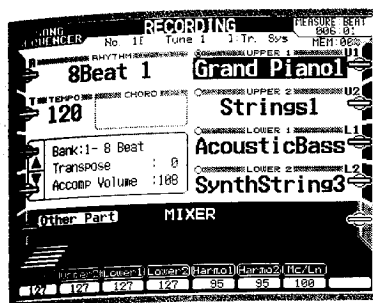 SONG SEQUENCER
RECORDING
No. 1: Tune 1 1 Tr. Sys
MEASURE BEAT
006:01
MEM:00%
R
RHYTHM
8Beat 1
UPPER 1
Grand Piano1
U1
T
TEMPO
120
CHORD
UPPER 2
Strings1
U2
Bank:1- 8 Beat
Transpose : 0
Accomp Volume :108
LOWER 1
AcousticBass
L1
LOWER 2
SynthString3
L2
Other Part
MIXER
Upper2 Lower1 Lower2 Harmo1 Harmo2 Mc/Ln
127 127 127 127 95 95 100